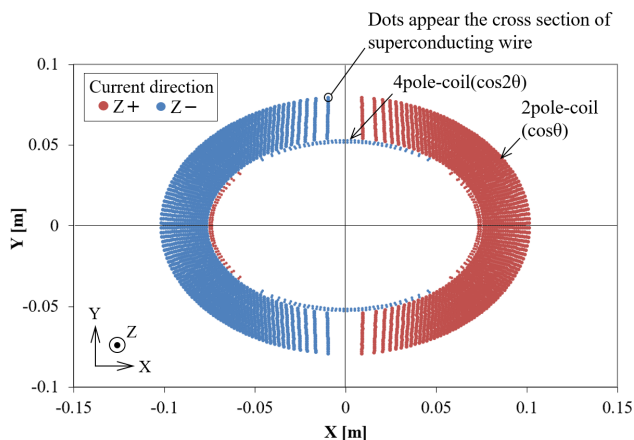 Dots appear the cross section of
superconducting wire
0.1
Current direction
Z+ Z−
4pole-coil(cos2θ)
2pole-coil
(cosθ)
0.05
0
Y [m]
-0.05
Y
Z
X
-0.1
-0.15 -0.1 -0.05 0 0.05 0.1 0.15
X [m]